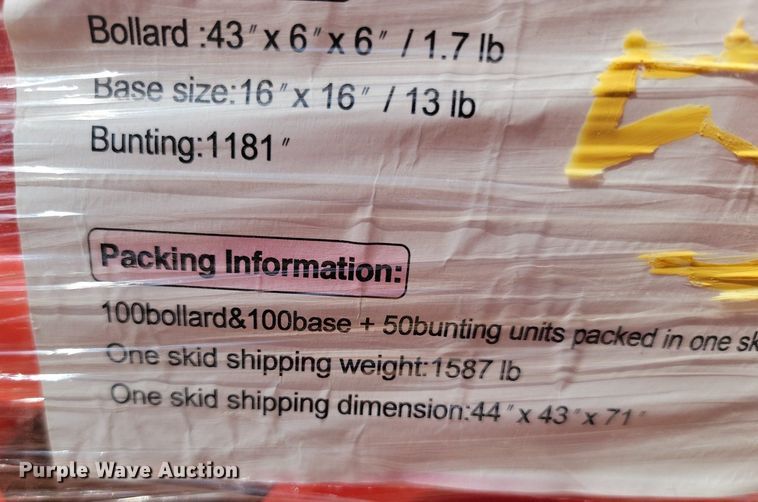 Bollard :43" x 6" x 6" / 1.7 lb
Base size:16" x 16" / 13 lb
Bunting:1181"
Packing Information:
100bollard&100base + 50bunting units packed in one sk
One skid shipping weight:1587 lb
One skid shipping dimension:44" x 43" x 71"
Purple Wave Auction